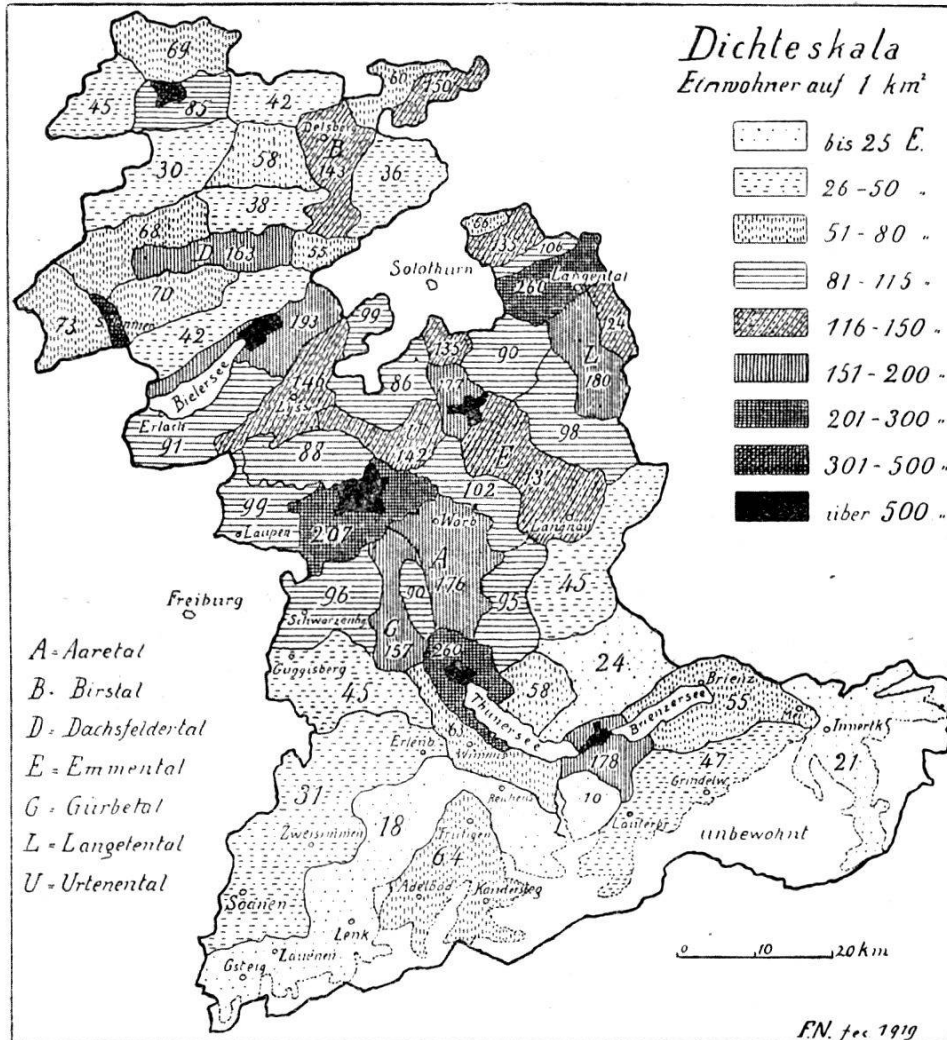 Dichteskala
Einwohner auf 1 km²
bis 25 E.
26-50 "
51-80 "
81-115 "
116-150 "
151-200 "
201-300 "
301-500 "
über 500 "
69
45
85
42
60
150
Delsberg
B
143
30
58
36
38
68
D
163
55
66
135
106
Solothurn
260
Langental
73
70
42
193
99
124
135
90
L
180
Bielersee
146
Lyss
86
177
Erlach
91
88
U
142
E
131
98
99
102
Laupen
207
Worb
Langnau
A
176
45
96
90
95
Freiburg
Schwarzenbg
G
157
260
Guggisberg
45
58
24
Brienz
55
Thunersee
Brienzersee
Mei.
Innertk.
63
Erlenb.
Wimmis
178
47
Grindelw.
21
31
Reichenb.
10
Lauterbr.
18
Zweisimmen
Frutigen
unbewohnt
64
Adelbod.
Kandersteg
Saanen
Lenk
Lauenen
Gsteig
A = Aaretal
B = Birstal
D = Dachsfeldertal
E = Emmental
G = Gürbetal
L = Langetental
U = Urtenental
0 10 20 km
F.N. fec. 1919